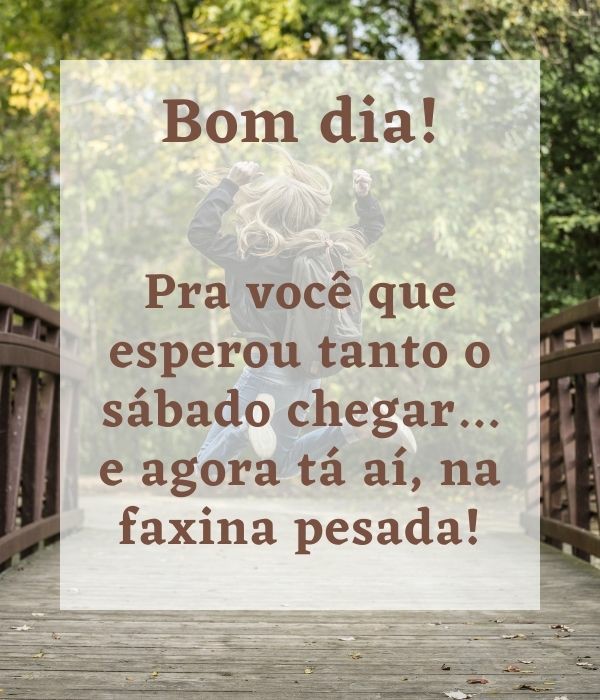 Bom dia!
Pra você que
esperou tanto o
sábado chegar...
e agora tá aí, na
faxina pesada!